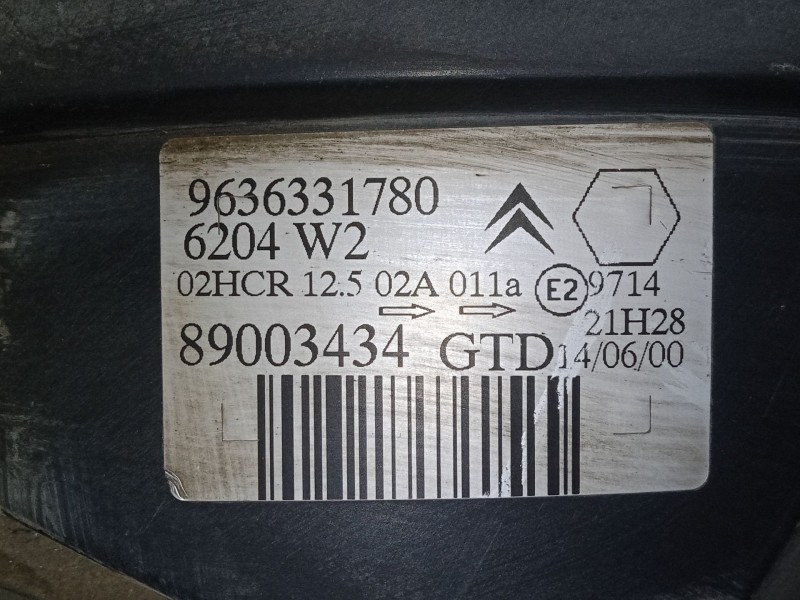 9636331780
6204 W2
02HCR 12.5 02A 011a E2 9714
21H28
89003434 GTD 14/06/00